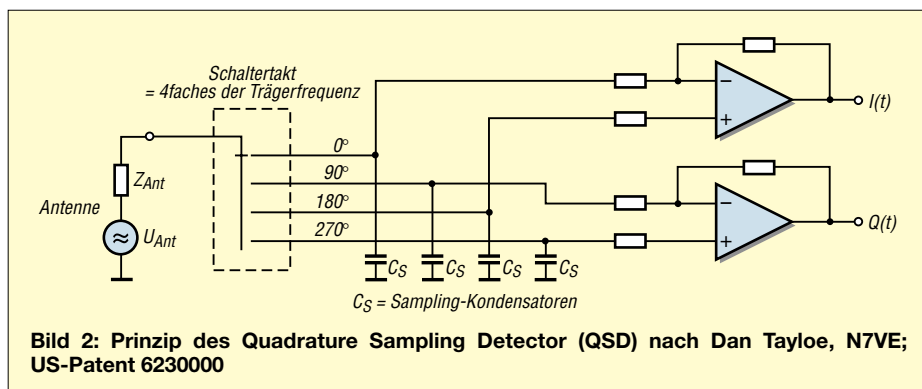 Schaltertakt
= 4faches der Trägerfrequenz
0°
90°
180°
270°
Z_Ant
Antenne
U_Ant
≈
−
+
I(t)
−
+
Q(t)
C_S
C_S
C_S
C_S
C_S = Sampling-Kondensatoren
Bild 2: Prinzip des Quadrature Sampling Detector (QSD) nach Dan Tayloe, N7VE;
US-Patent 6230000